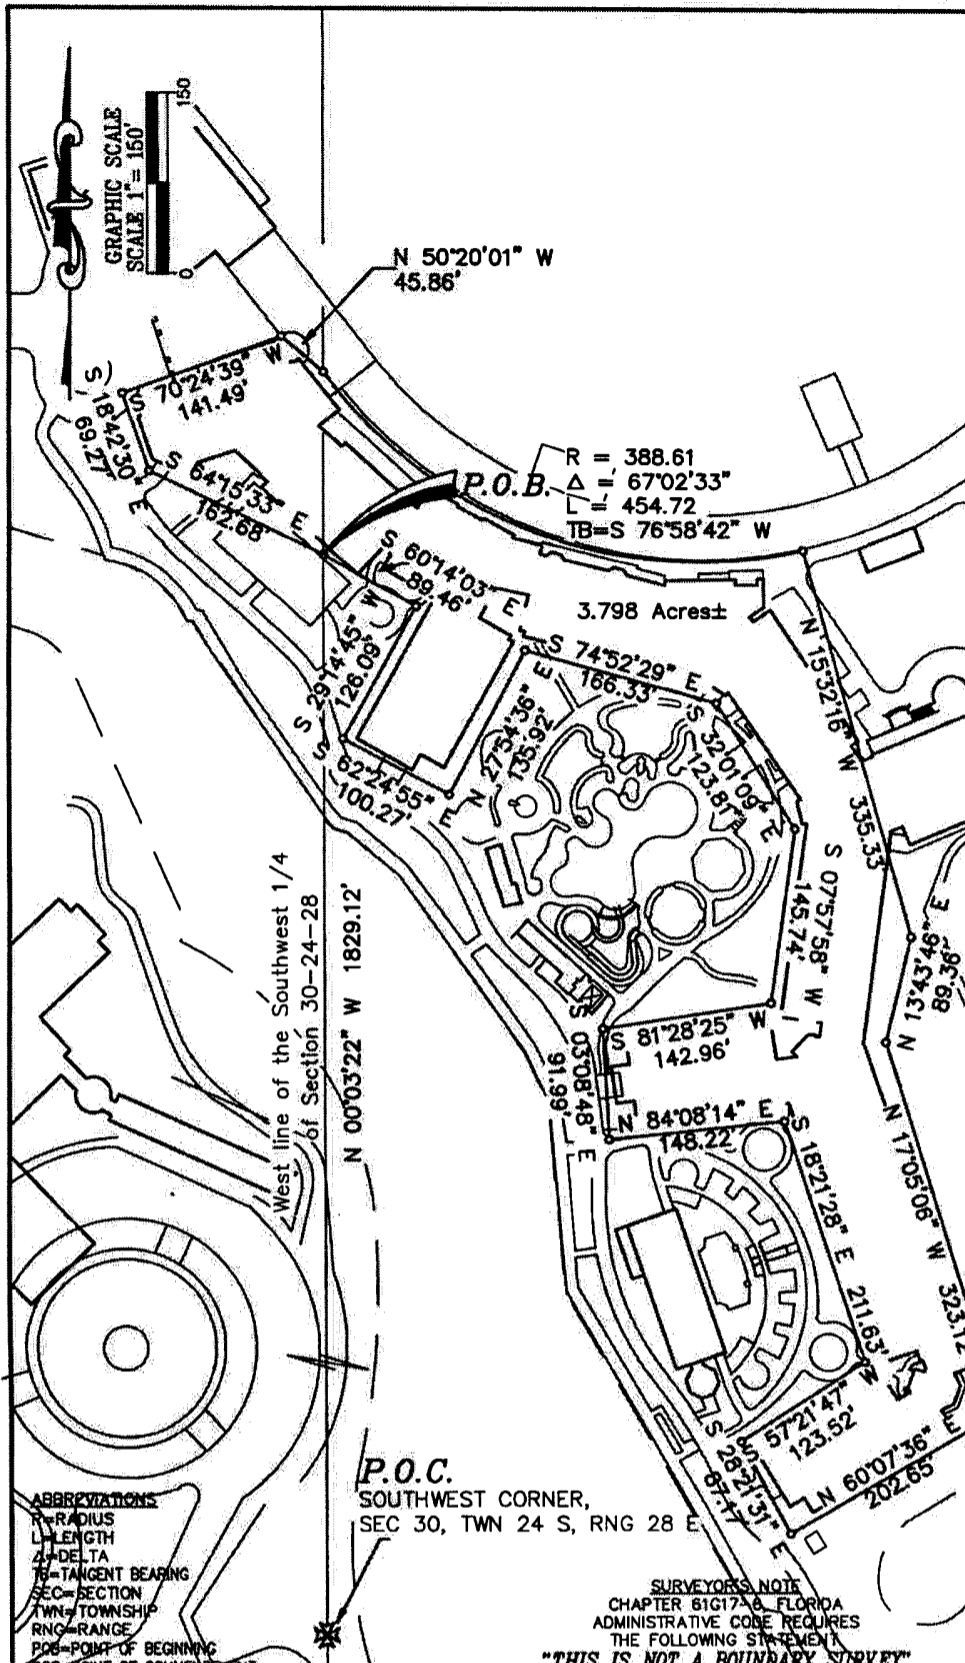 GRAPHIC SCALE
SCALE 1" = 150'
0
150
N 50°20'01" W
45.86'
S 70°24'39" W
141.49'
S 18°42'30" E
69.27'
S 64°15'33" E
162.68'
P.O.B.
R = 388.61'
Δ = 67°02'33"
L = 454.72'
TB=S 76°58'42" W
S 60°14'03" E
89.46'
3.798 Acres±
S 29°14'45" W
126.09'
S 74°52'29" E
166.33'
N 15°32'16" W 335.33'
S 62°24'55" E
100.27'
N 27°54'36" E
135.92'
S 32°01'09" E
123.81'
S 07°57'58" W
145.74'
N 13°43'46" E
89.36'
West line of the Southwest 1/4
of Section 30-24-28
N 00°03'22" W 1829.12'
S 81°28'25" W
142.96'
S 03°08'48" E
91.99'
N 84°08'14" E
148.22'
S 18°21'28" E 211.63'
N 17°05'06" W 323.12'
S 57°21'47" W
123.52'
S 28°21'31" E
87.17'
N 60°07'36" E
202.65'
P.O.C.
SOUTHWEST CORNER,
SEC 30, TWN 24 S, RNG 28 E
ABBREVIATIONS
R=RADIUS
L=LENGTH
Δ=DELTA
TB=TANGENT BEARING
SEC=SECTION
TWN=TOWNSHIP
RNG=RANGE
POB=POINT OF BEGINNING
SURVEYORS NOTE
CHAPTER 61G17-6, FLORIDA
ADMINISTRATIVE CODE REQUIRES
THE FOLLOWING STATEMENT
"THIS IS NOT A BOUNDARY SURVEY"